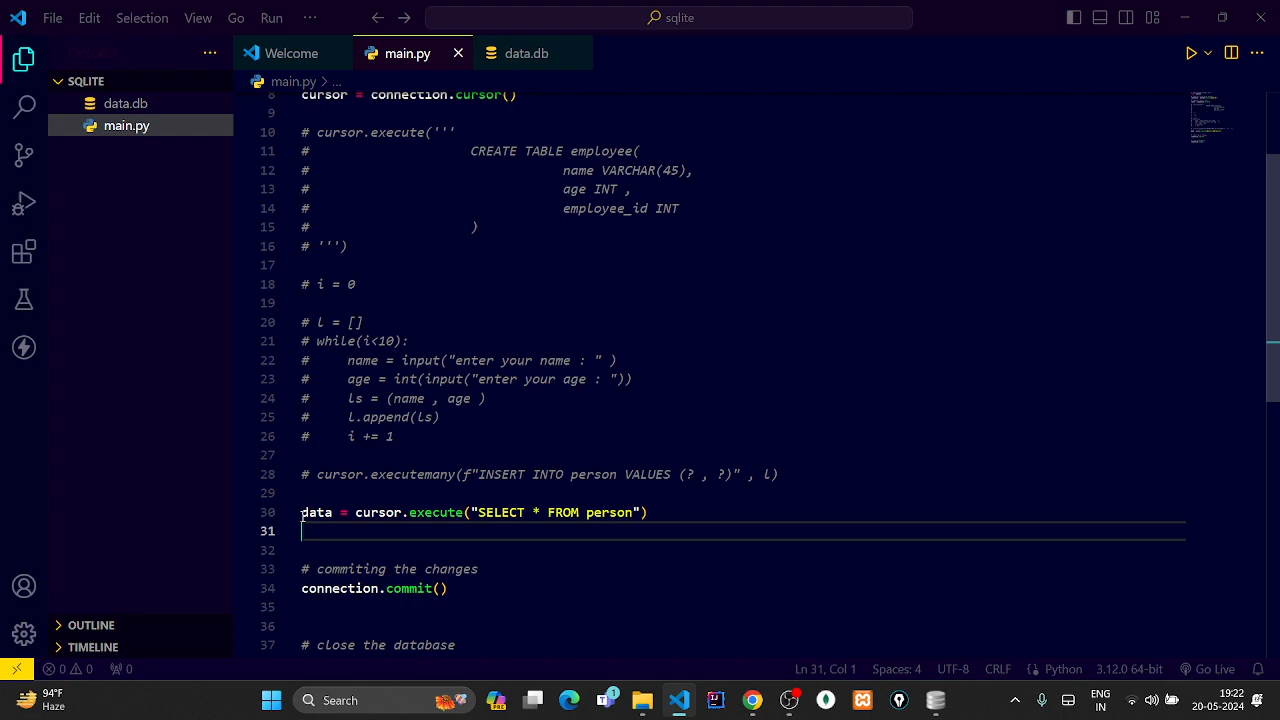 File Edit Selection View Go Run ··· sqlite
··· Welcome main.py data.db
SQLITE main.py > ...
data.db
main.py
8 cursor = connection.cursor()
9
10 # cursor.execute('''
11 # CREATE TABLE employee(
12 # name VARCHAR(45),
13 # age INT ,
14 # employee_id INT
15 # )
16 # ''')
17
18 # i = 0
19
20 # l = []
21 # while(i<10):
22 # name = input("enter your name : " )
23 # age = int(input("enter your age : "))
24 # ls = (name , age )
25 # l.append(ls)
26 # i += 1
27
28 # cursor.executemany(f"INSERT INTO person VALUES (? , ?)" , l)
29
30 data = cursor.execute("SELECT * FROM person")
31
32
33 # commiting the changes
34 connection.commit()
35
36
37 # close the database
OUTLINE
TIMELINE
0 0 0 Ln 31, Col 1 Spaces: 4 UTF-8 CRLF Python 3.12.0 64-bit Go Live
94°F
Haze
Search
PRE
1
ENG
IN
19:22
20-05-2024